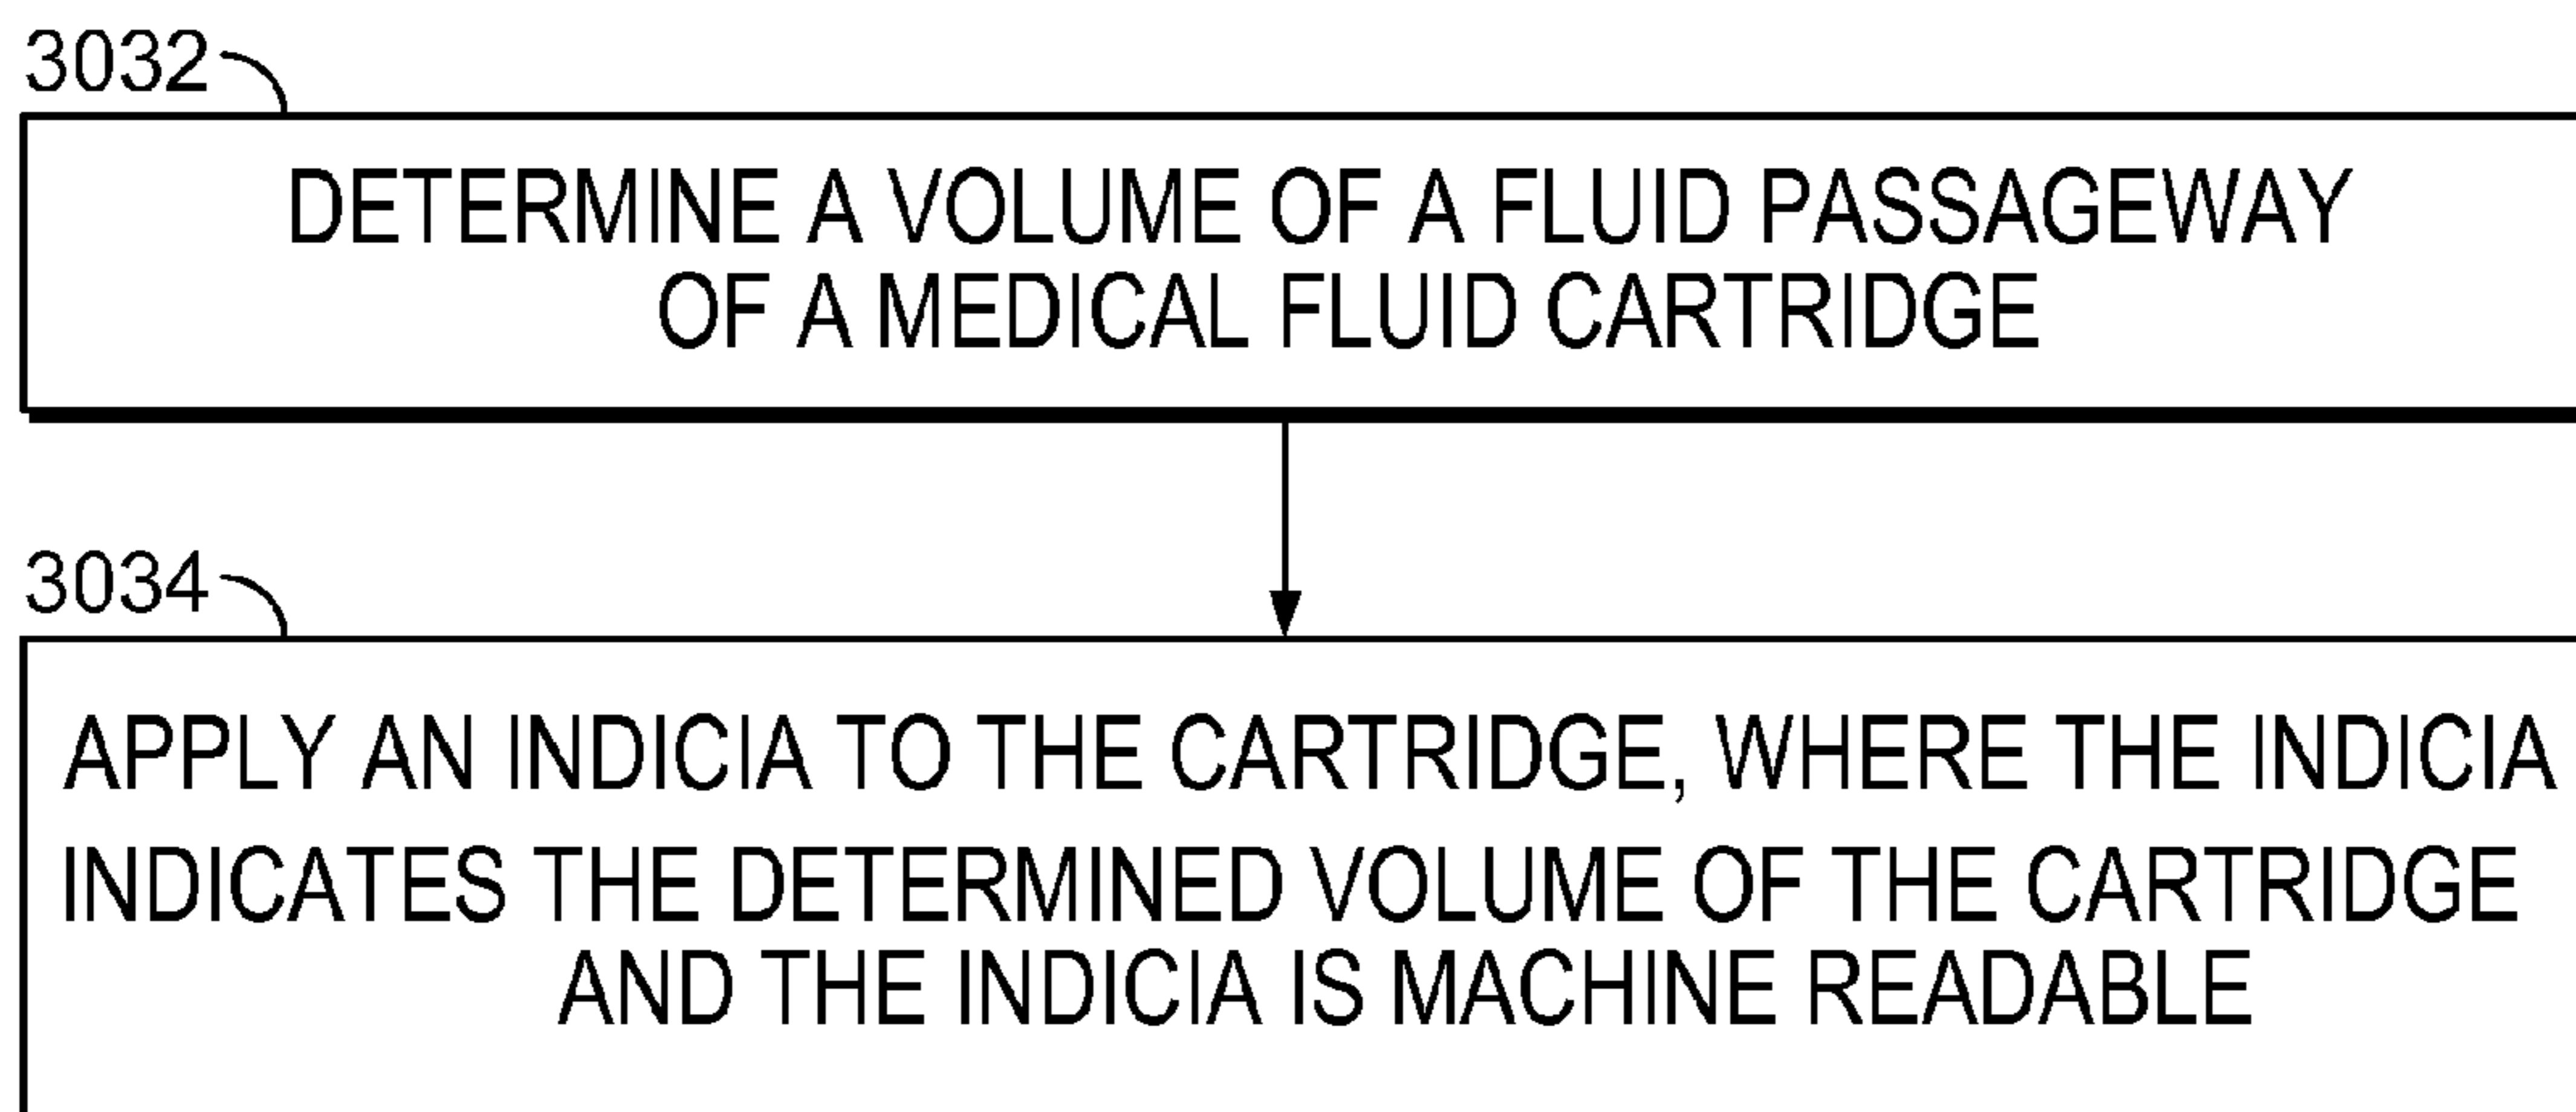 3032
DETERMINE A VOLUME OF A FLUID PASSAGEWAY
OF A MEDICAL FLUID CARTRIDGE
3034
APPLY AN INDICIA TO THE CARTRIDGE, WHERE THE INDICIA
INDICATES THE DETERMINED VOLUME OF THE CARTRIDGE
AND THE INDICIA IS MACHINE READABLE